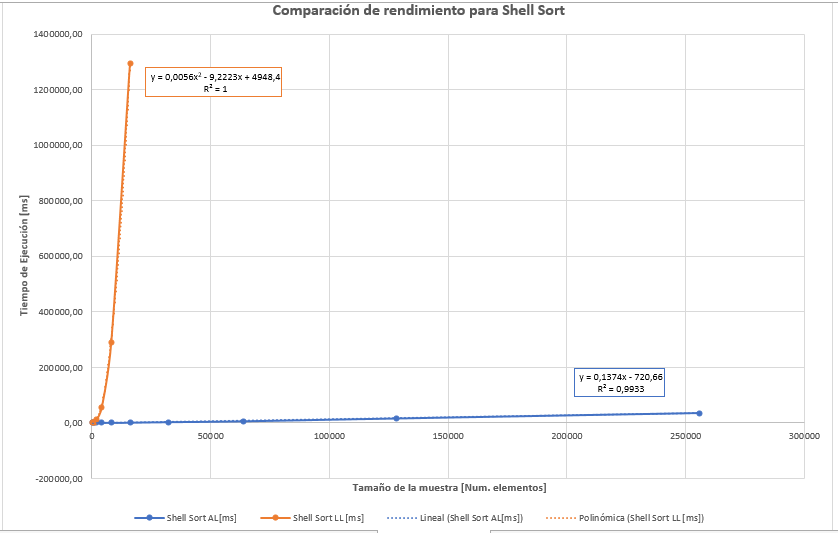 Comparación de rendimiento para Shell Sort
1400000,00
1200000,00
1000000,00
800000,00
600000,00
400000,00
200000,00
0,00
-200000,00
Tiempo de Ejecución [ms]
y = 0,0056x² - 9,2223x + 4948,4
R² = 1
y = 0,1374x - 720,66
R² = 0,9933
0
50000
100000
150000
200000
250000
300000
Tamaño de la muestra [Num. elementos]
Shell Sort AL[ms]
Shell Sort LL [ms]
Lineal (Shell Sort AL[ms])
Polinómica (Shell Sort LL [ms])